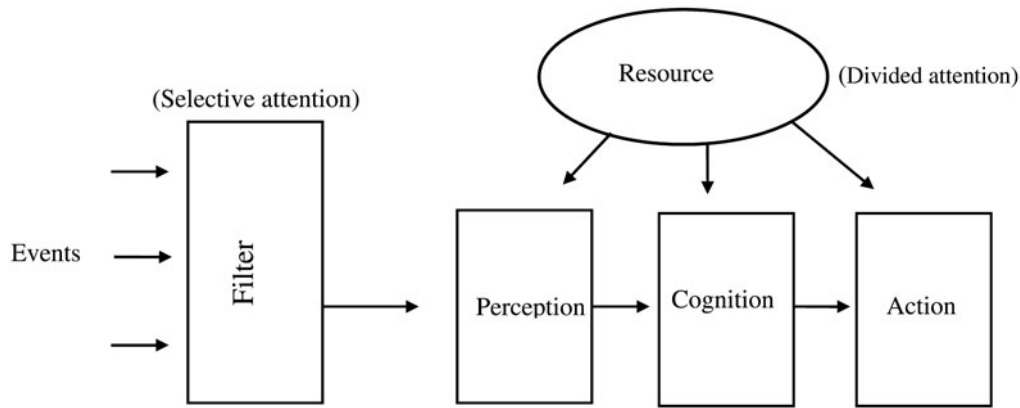 Resource
(Divided attention)
(Selective attention)
Events
Filter
Perception
Cognition
Action